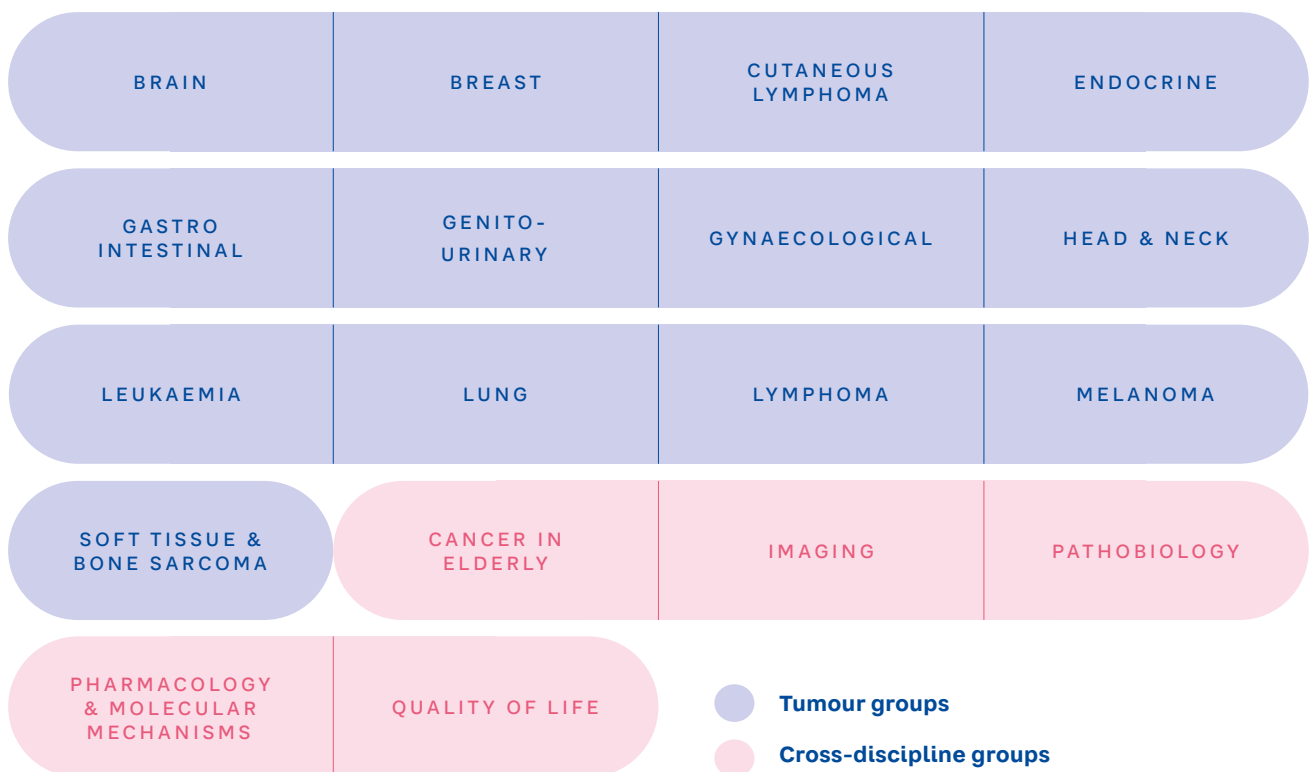 BRAIN
BREAST
CUTANEOUS
LYMPHOMA
ENDOCRINE
GASTRO
INTESTINAL
GENITO-
URINARY
GYNAECOLOGICAL
HEAD & NECK
LEUKAEMIA
LUNG
LYMPHOMA
MELANOMA
SOFT TISSUE &
BONE SARCOMA
CANCER IN
ELDERLY
IMAGING
PATHOBIOLOGY
PHARMACOLOGY
& MOLECULAR
MECHANISMS
QUALITY OF LIFE
Tumour groups
Cross-discipline groups